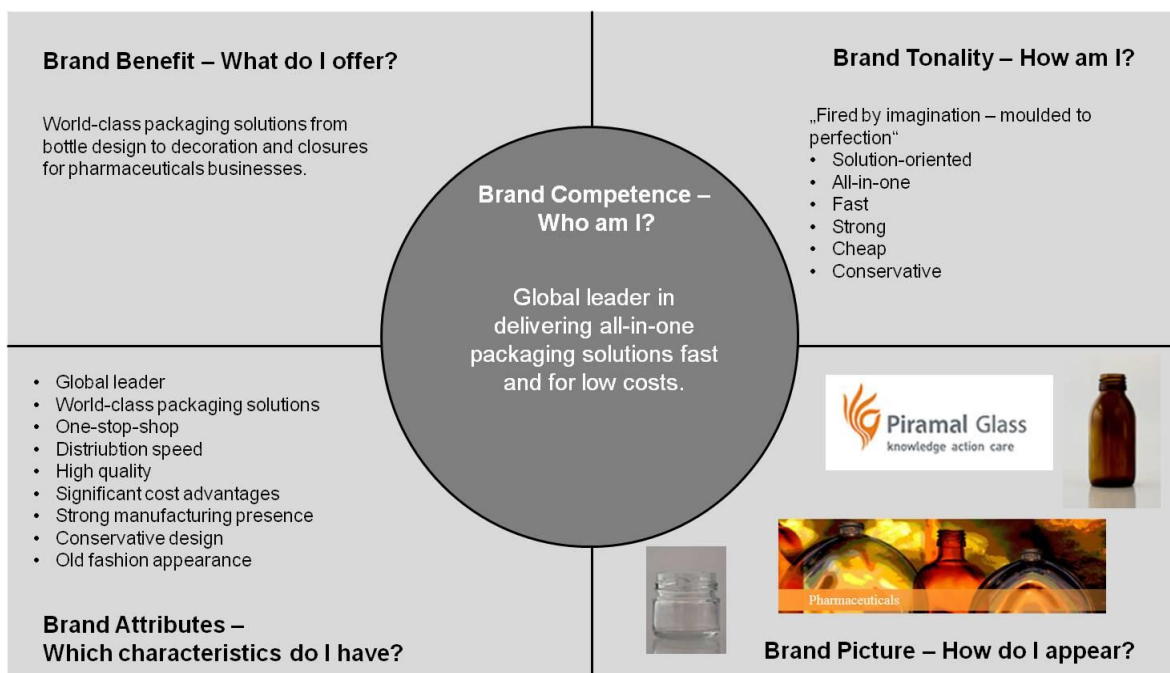 Brand Benefit – What do I offer?
World-class packaging solutions from
bottle design to decoration and closures
for pharmaceuticals businesses.
Brand Tonality – How am I?
„Fired by imagination – moulded to
perfection“
• Solution-oriented
• All-in-one
• Fast
• Strong
• Cheap
• Conservative
Brand Competence –
Who am I?
Global leader in
delivering all-in-one
packaging solutions fast
and for low costs.
• Global leader
• World-class packaging solutions
• One-stop-shop
• Distriubtion speed
• High quality
• Significant cost advantages
• Strong manufacturing presence
• Conservative design
• Old fashion appearance
Brand Attributes –
Which characteristics do I have?
Piramal Glass
knowledge action care
Pharmaceuticals
Brand Picture – How do I appear?